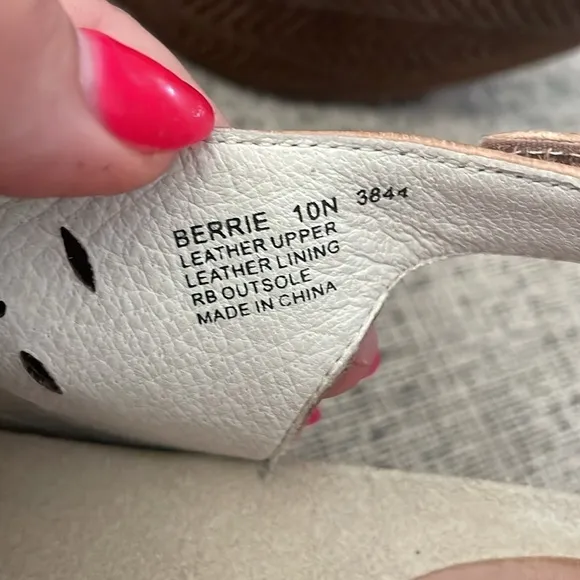 BERRIE 10N 3844
LEATHER UPPER
LEATHER LINING
RB OUTSOLE
MADE IN CHINA